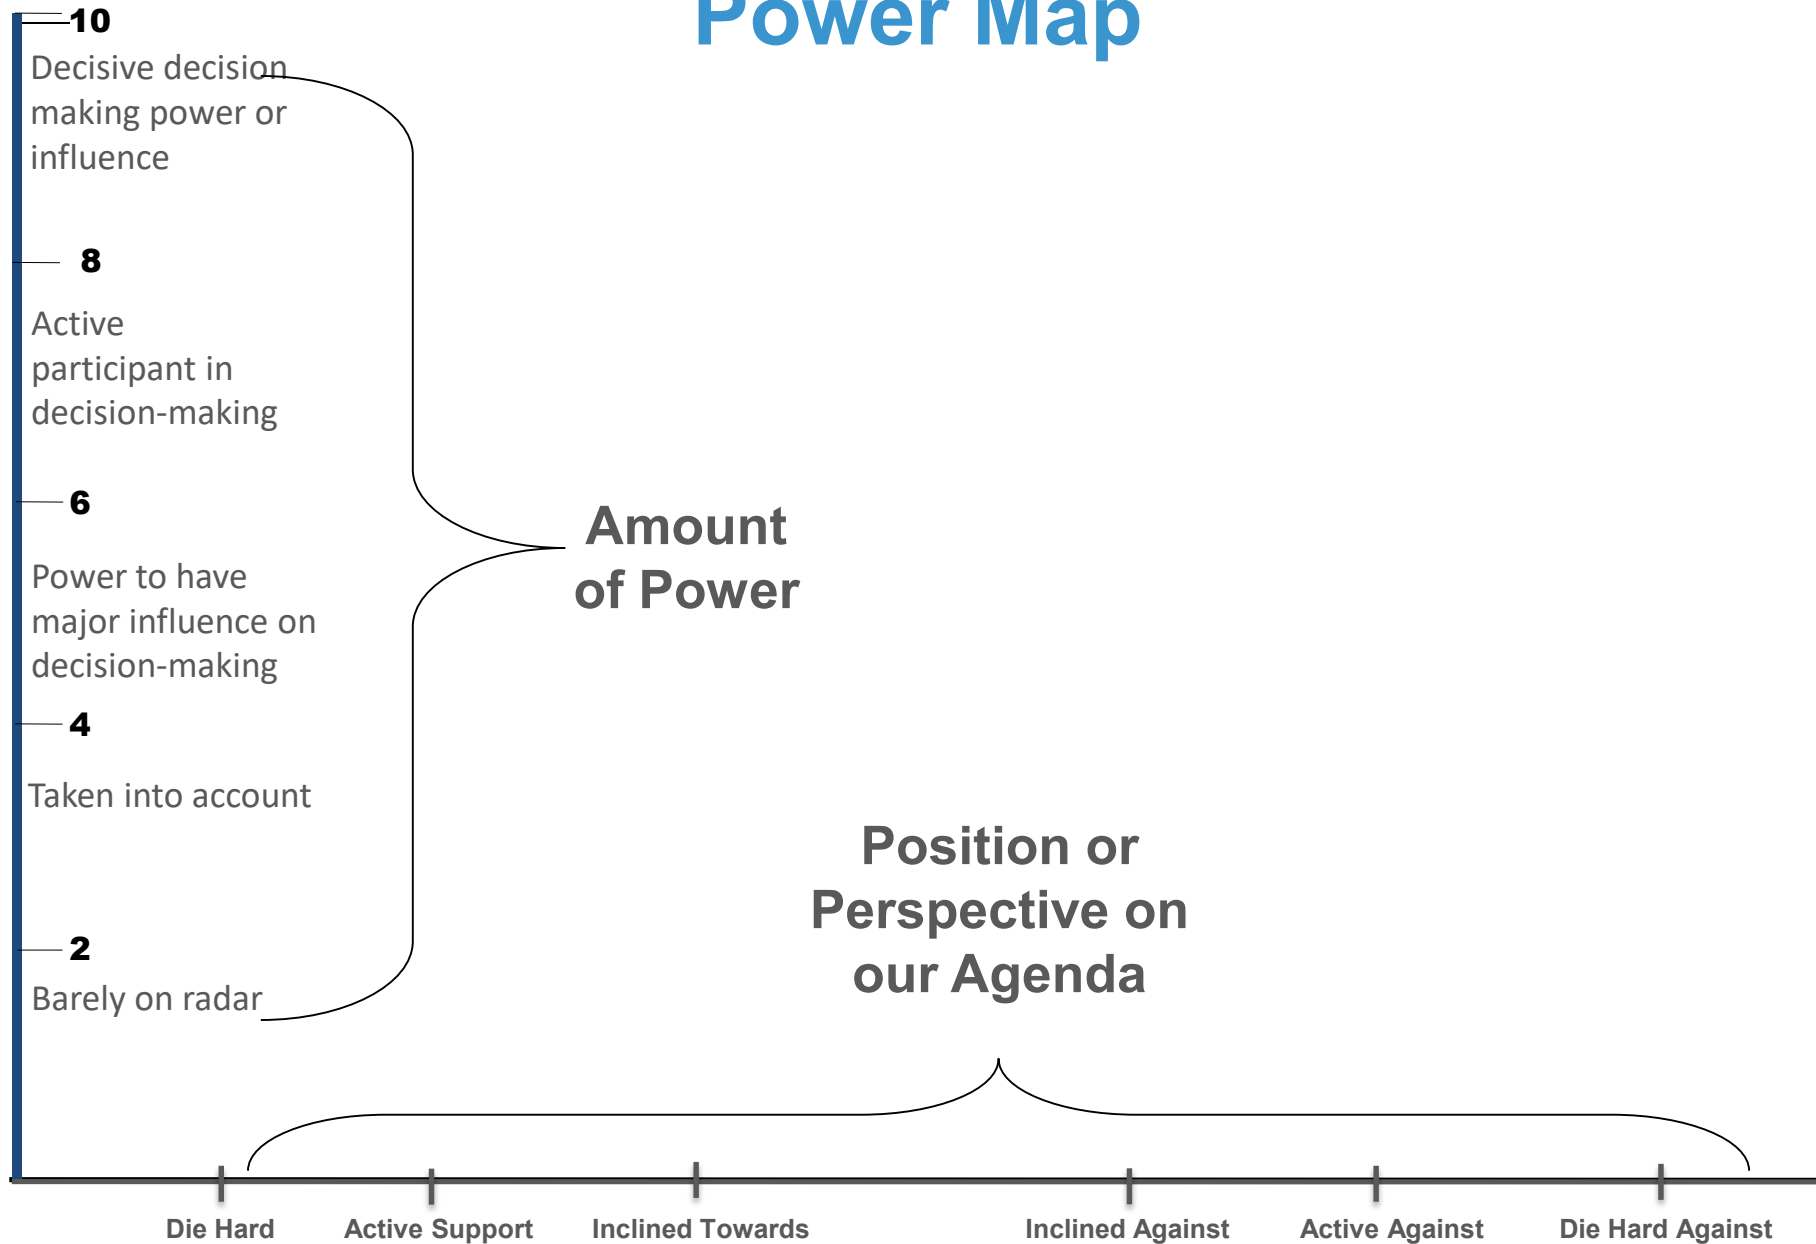 Power Map
10
Decisive decision
making power or
influence
8
Active
participant in
decision-making
6
Power to have
major influence on
decision-making
4
Taken into account
2
Barely on radar
Amount
of Power
Position or
Perspective on
our Agenda
Die Hard
Active Support
Inclined Towards
Inclined Against
Active Against
Die Hard Against